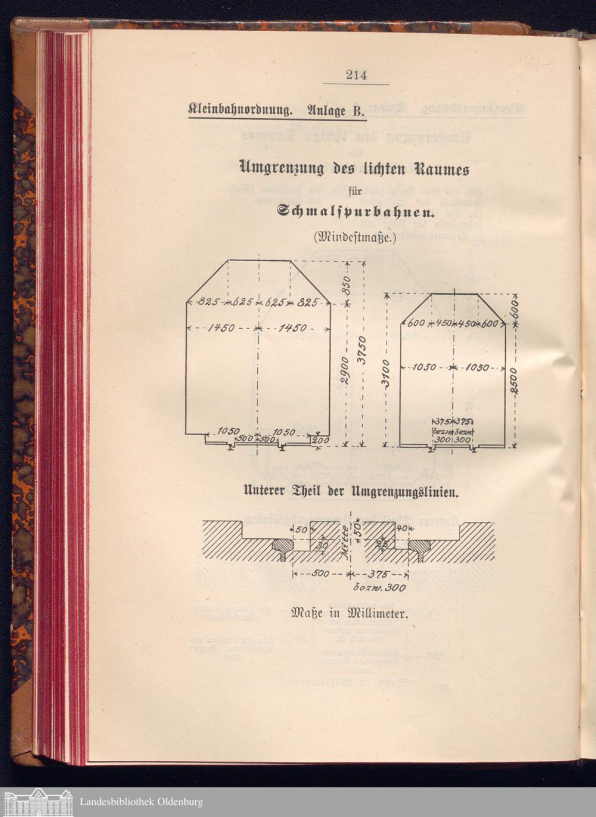 214
Kleinbahnordnung. Anlage B.
Umgrenzung des lichten Raumes
für
Schmalspurbahnen.
(Mindestmaße.)
825 625 625 825
1450 1450
1050 1050
500 500
200
850
2900
3750
3100
600 450 450 600
1050 1050
375 375
bezw. bezw.
300 300
600
2500
Unterer Theil der Umgrenzungslinien.
50 Mitte 50 40
500 375
bezw. 300
Maße in Millimeter.
Landesbibliothek Oldenburg